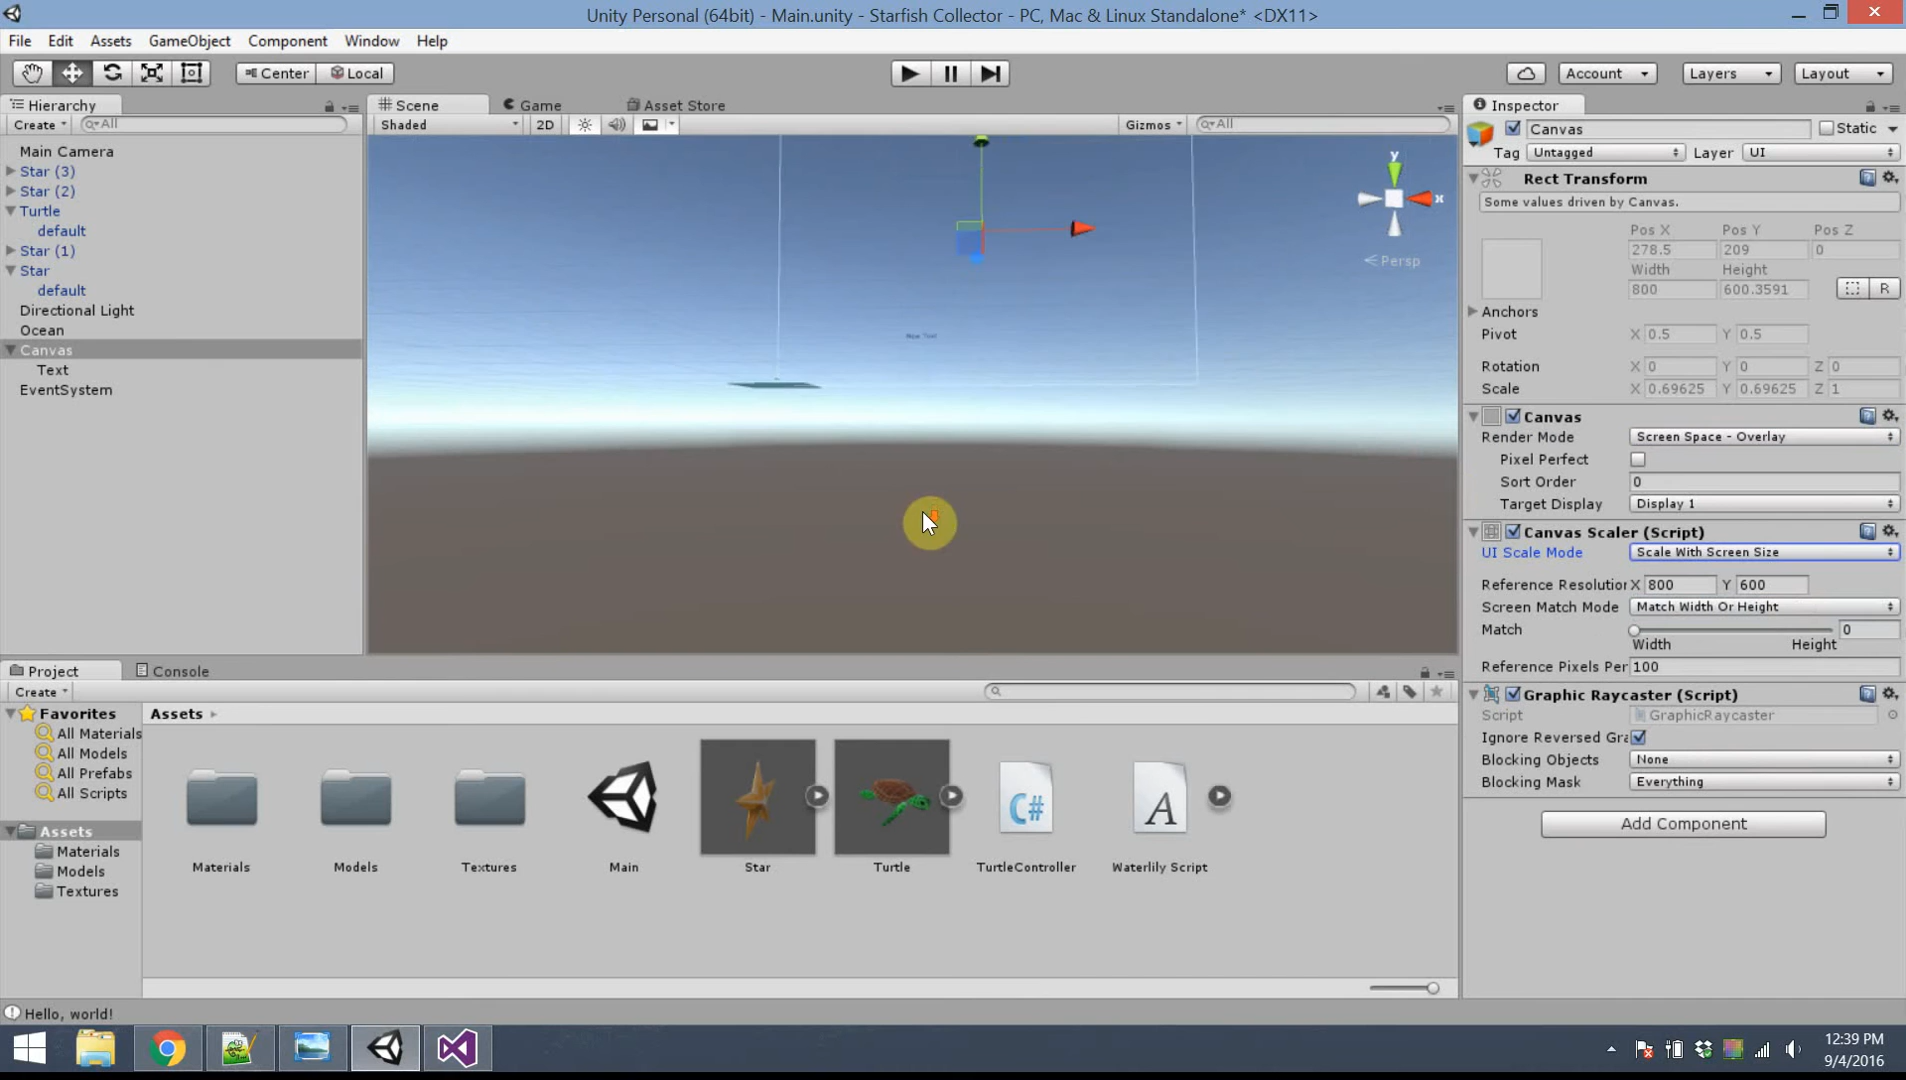 Unity Personal (64bit) - Main.unity - Starfish Collector - PC, Mac & Linux Standalone* <DX11>
File Edit Assets GameObject Component Window Help
Center Local Account Layers Layout
Hierarchy
Create All
Main Camera
Star (3)
Star (2)
Turtle
default
Star (1)
Star
default
Directional Light
Ocean
Canvas
Text
EventSystem
Scene Game Asset Store
Shaded 2D Gizmos All
y
x
Persp
New Text
Inspector
Canvas Static
Tag Untagged Layer UI
Rect Transform
Some values driven by Canvas.
Pos X Pos Y Pos Z
278.5 209 0
Width Height
800 600.3591 R
Anchors
Pivot X 0.5 Y 0.5
Rotation X 0 Y 0 Z 0
Scale X 0.69625 Y 0.69625 Z 1
Canvas
Render Mode Screen Space - Overlay
Pixel Perfect
Sort Order 0
Target Display Display 1
Canvas Scaler (Script)
UI Scale Mode Scale With Screen Size
Reference Resolution X 800 Y 600
Screen Match Mode Match Width Or Height
Match 0
Width Height
Reference Pixels Per 100
Graphic Raycaster (Script)
Script GraphicRaycaster
Ignore Reversed Gra
Blocking Objects None
Blocking Mask Everything
Add Component
Project Console
Create
Favorites
All Materials
All Models
All Prefabs
All Scripts
Assets
Materials
Models
Textures
Assets
C#
A
Materials Models Textures Main Star Turtle TurtleController Waterlily Script
Hello, world!
12:39 PM
9/4/2016